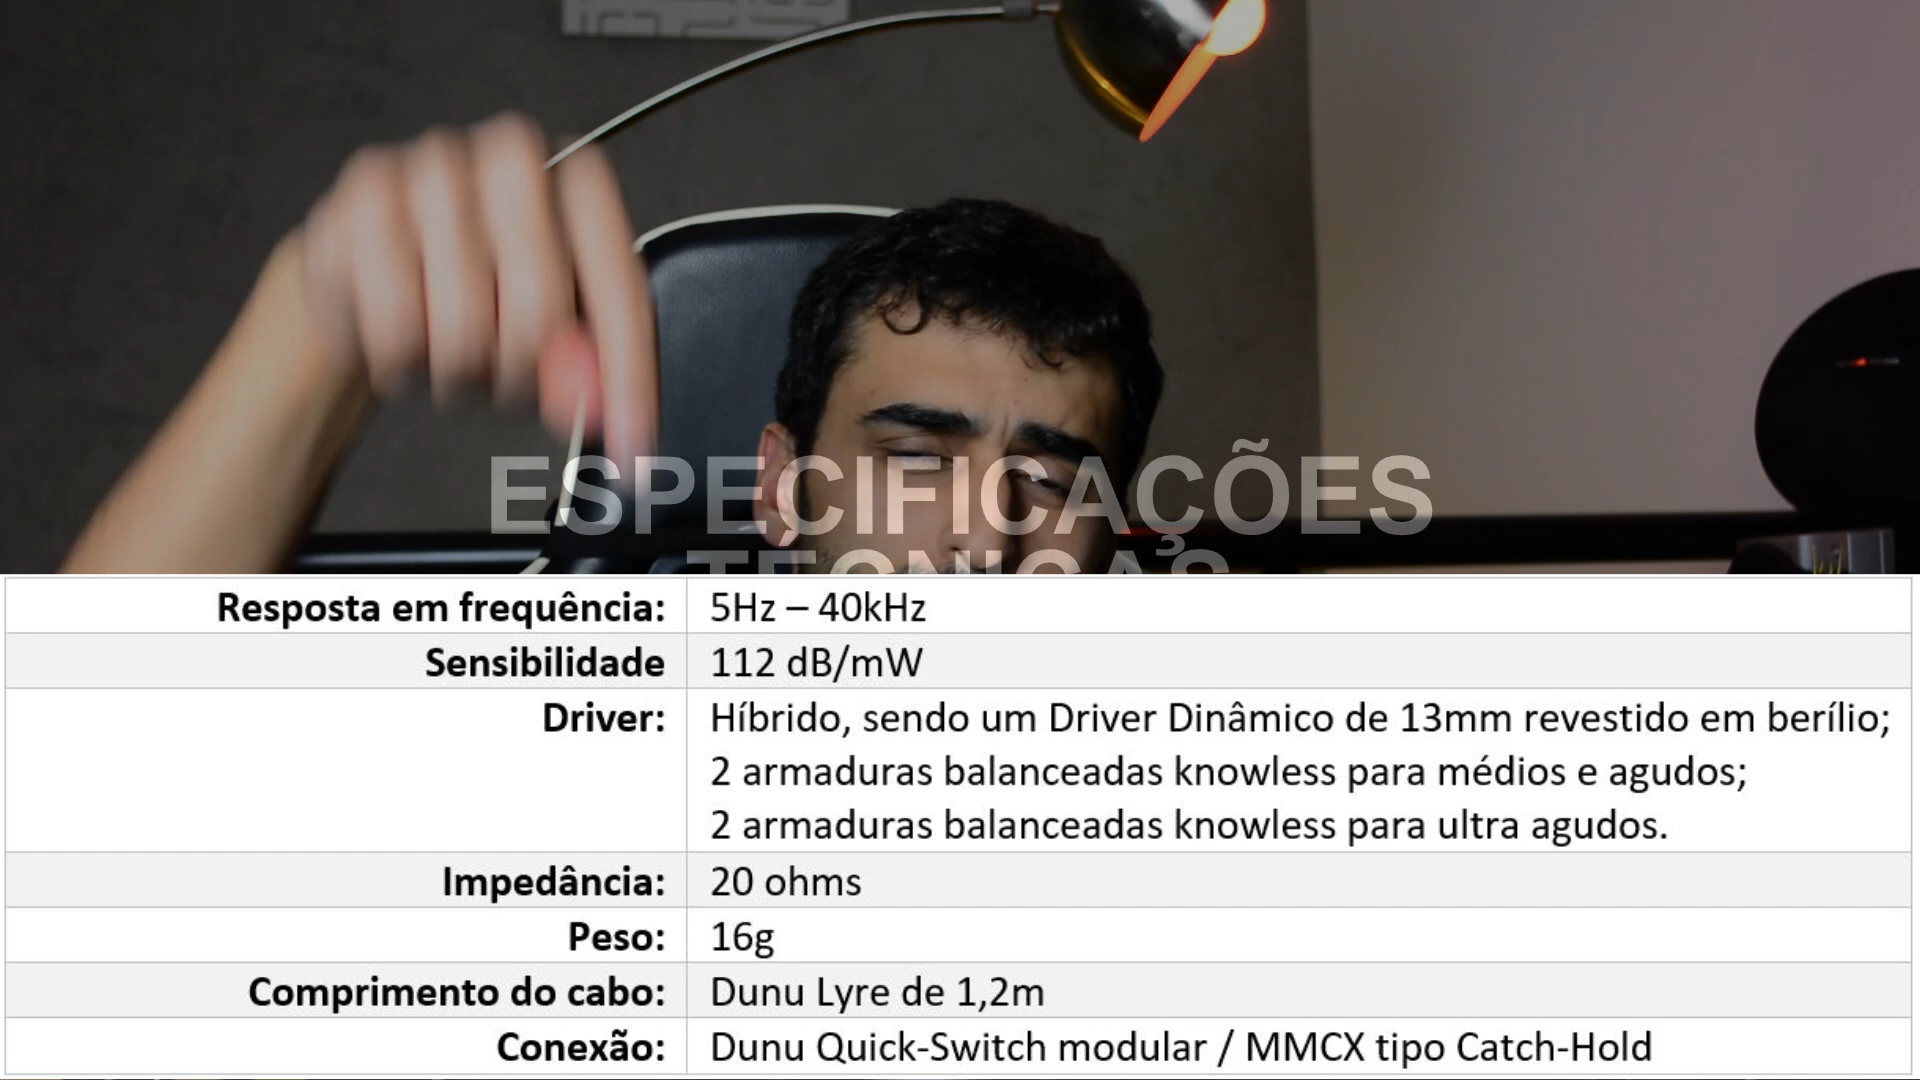 ESPECIFICAÇÕES
TÉCNICAS
Resposta em frequência: 5Hz – 40kHz
Sensibilidade 112 dB/mW
Driver: Híbrido, sendo um Driver Dinâmico de 13mm revestido em berílio;
2 armaduras balanceadas knowless para médios e agudos;
2 armaduras balanceadas knowless para ultra agudos.
Impedância: 20 ohms
Peso: 16g
Comprimento do cabo: Dunu Lyre de 1,2m
Conexão: Dunu Quick-Switch modular / MMCX tipo Catch-Hold